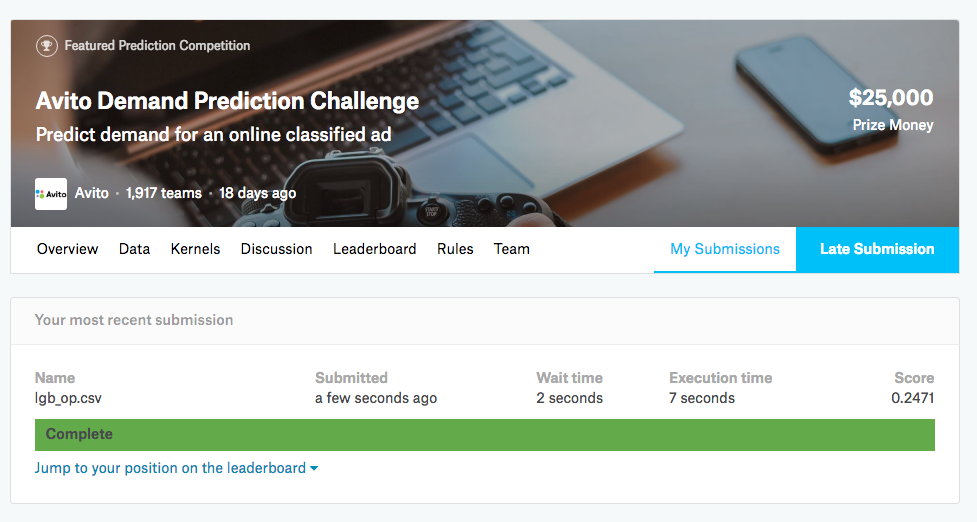 Featured Prediction Competition
Avito Demand Prediction Challenge
$25,000
Predict demand for an online classified ad
Prize Money
Avito
Avito · 1,917 teams · 18 days ago
START
STOP
Overview Data Kernels Discussion Leaderboard Rules Team My Submissions Late Submission
Your most recent submission
Name Submitted Wait time Execution time Score
lgb_op.csv a few seconds ago 2 seconds 7 seconds 0.2471
Complete
Jump to your position on the leaderboard